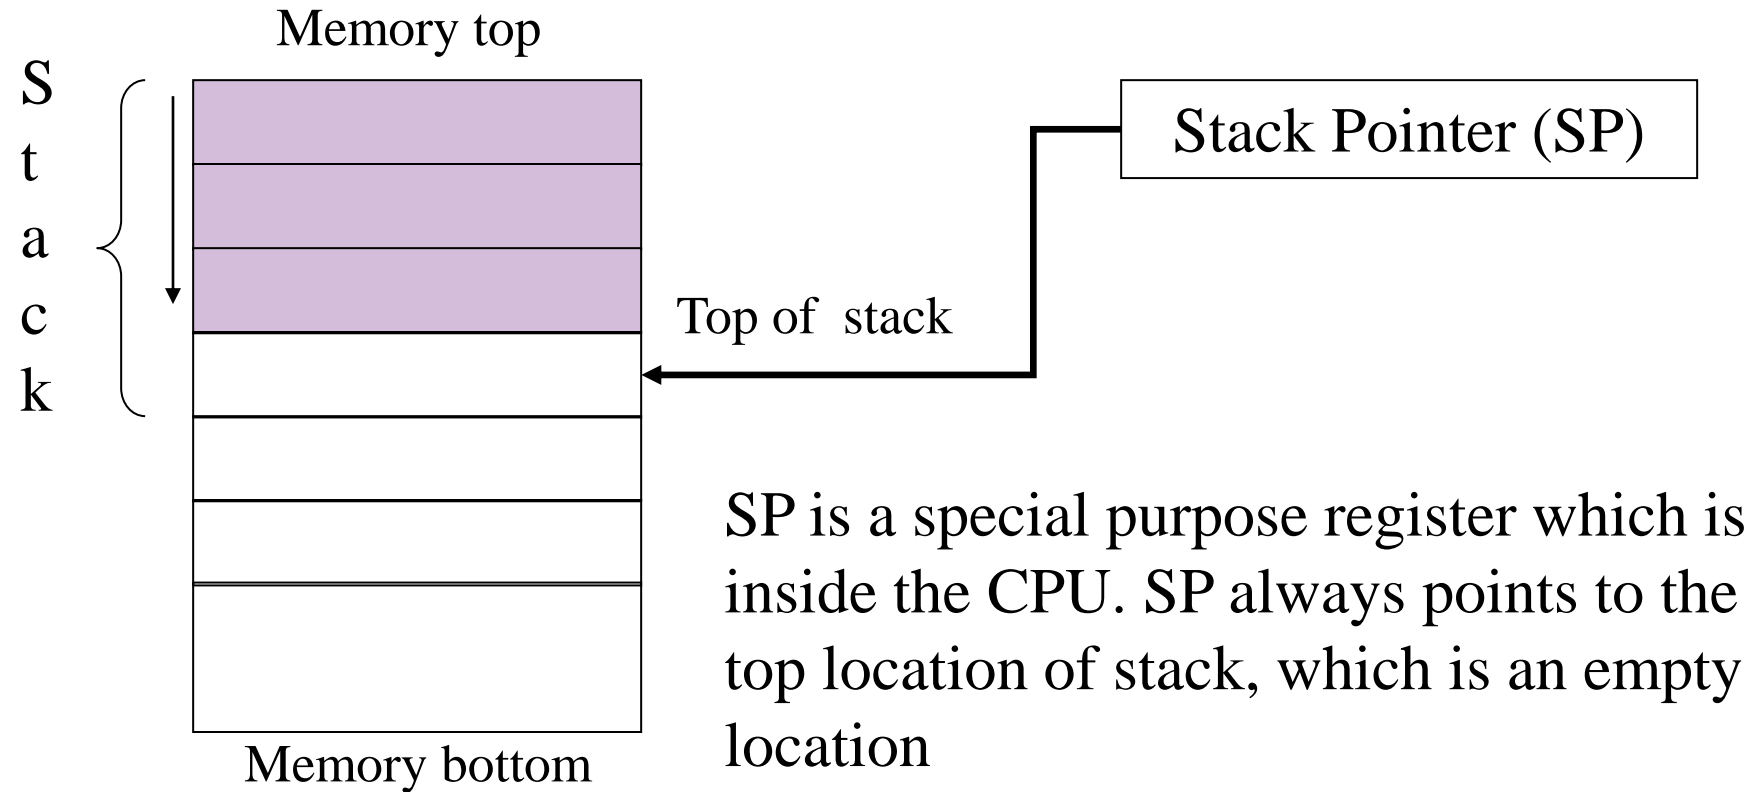 Memory top
Stack
Stack Pointer (SP)
Top of stack
SP is a special purpose register which is
inside the CPU. SP always points to the
top location of stack, which is an empty
location
Memory bottom